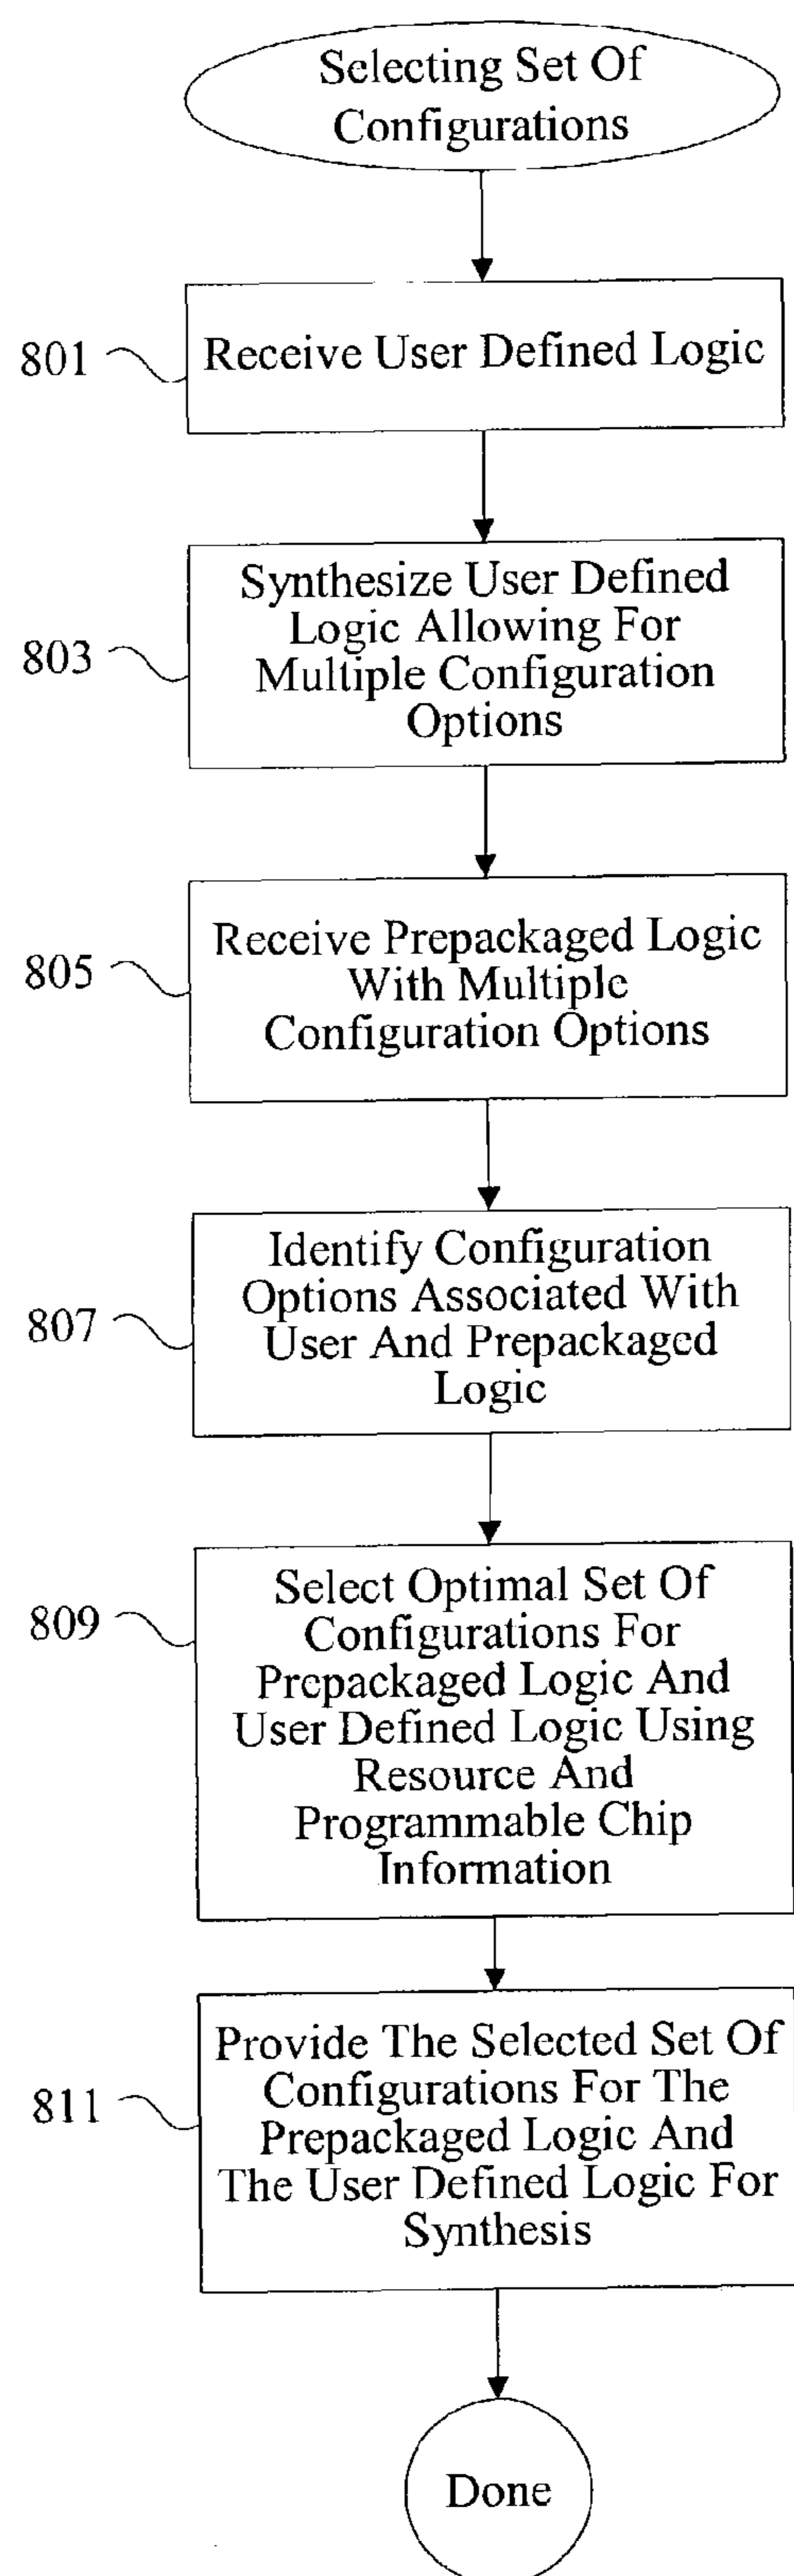 Selecting Set Of
Configurations
801
Receive User Defined Logic
803
Synthesize User Defined
Logic Allowing For
Multiple Configuration
Options
805
Receive Prepackaged Logic
With Multiple
Configuration Options
807
Identify Configuration
Options Associated With
User And Prepackaged
Logic
809
Select Optimal Set Of
Configurations For
Prepackaged Logic And
User Defined Logic Using
Resource And
Programmable Chip
Information
811
Provide The Selected Set Of
Configurations For The
Prepackaged Logic And
The User Defined Logic For
Synthesis
Done